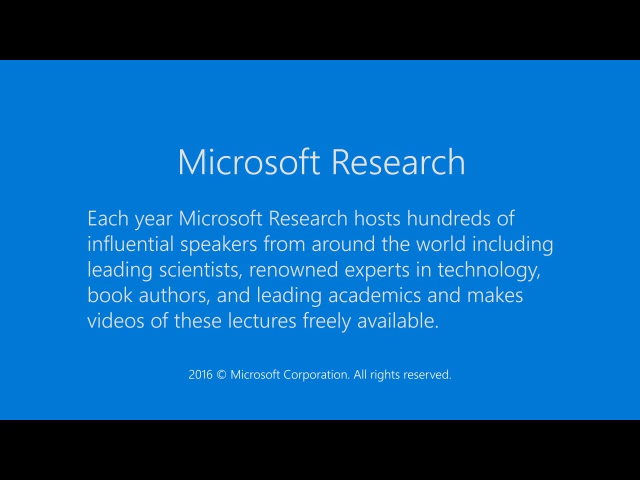 Microsoft Research
Each year Microsoft Research hosts hundreds of
influential speakers from around the world including
leading scientists, renowned experts in technology,
book authors, and leading academics and makes
videos of these lectures freely available.
2016 © Microsoft Corporation. All rights reserved.